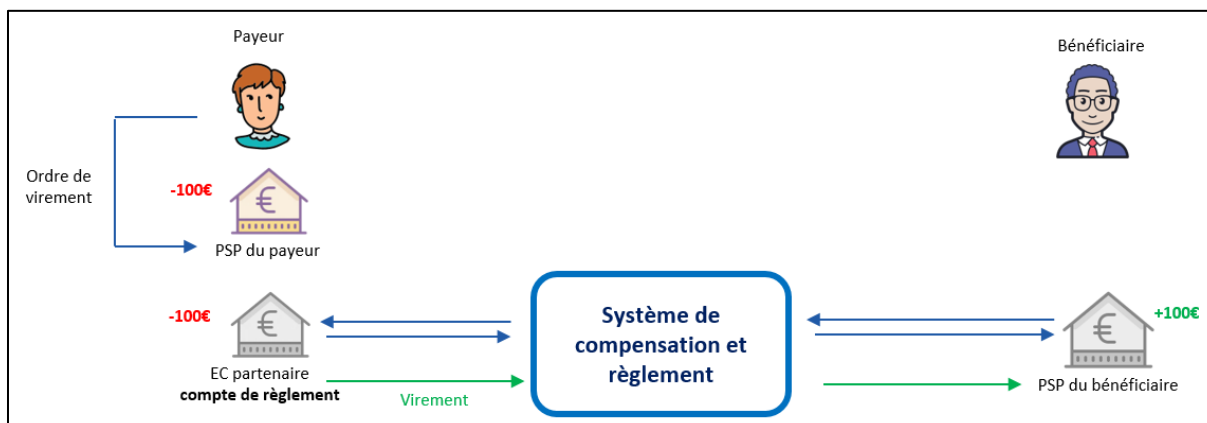 Payeur
Bénéficiaire
Ordre de
virement
-100€
€
PSP du payeur
-100€
€
EC partenaire
compte de règlement
Virement
Système de
compensation et
règlement
€
+100€
PSP du bénéficiaire